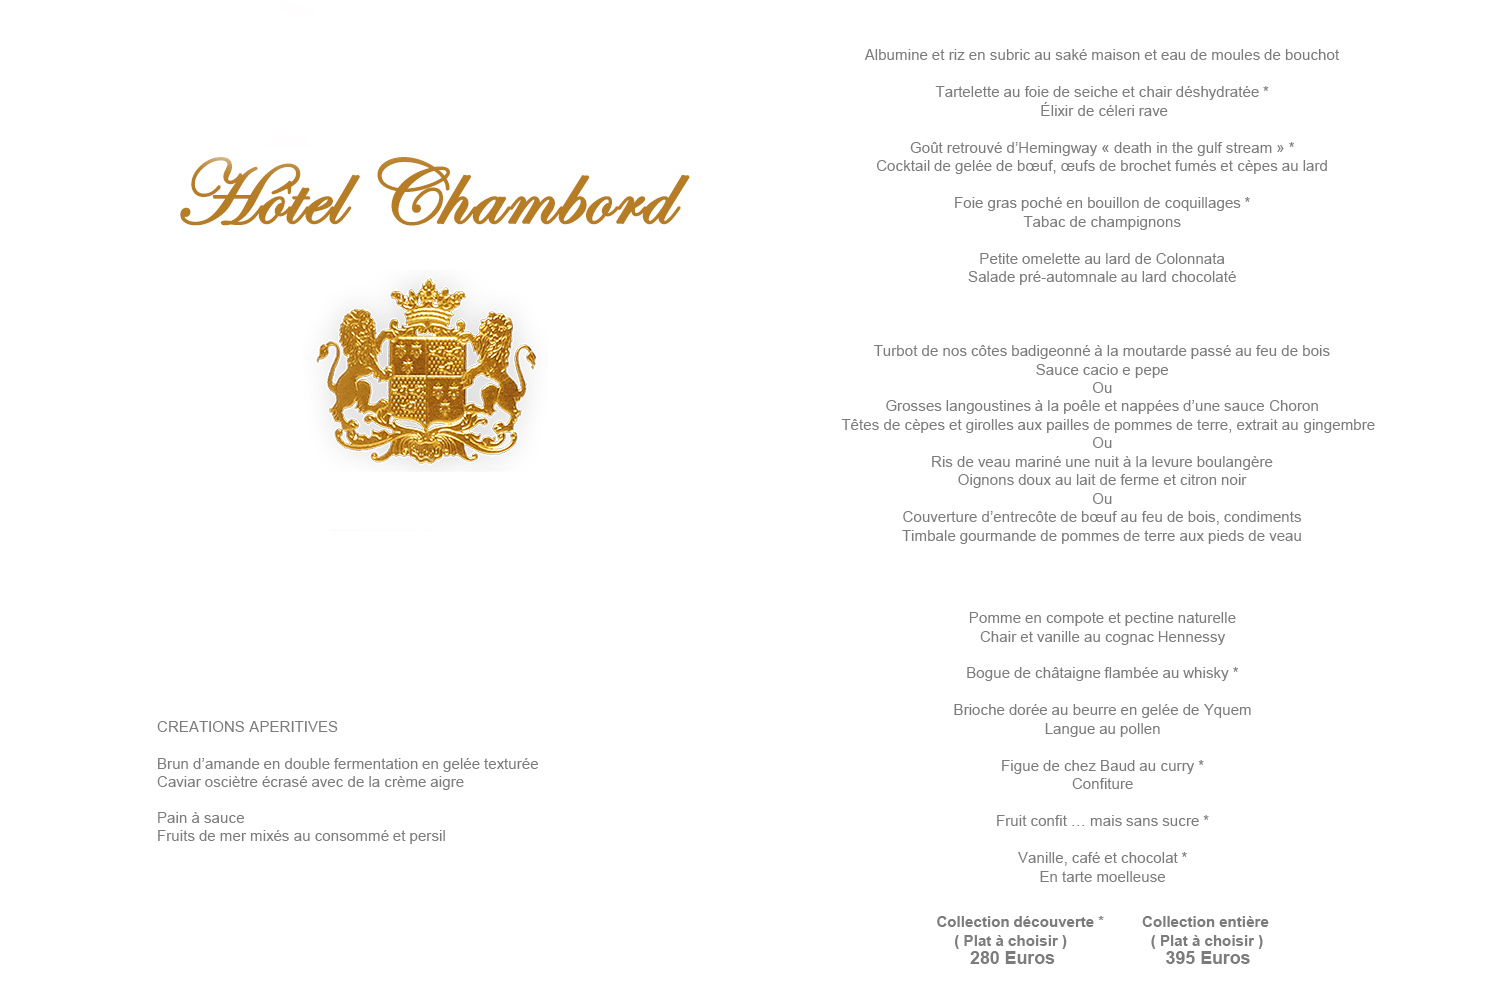 Hôtel Chambord
CREATIONS APERITIVES
Brun d’amande en double fermentation en gelée texturée
Caviar osciètre écrasé avec de la crème aigre
Pain à sauce
Fruits de mer mixés au consommé et persil
Albumine et riz en subric au saké maison et eau de moules de bouchot
Tartelette au foie de seiche et chair déshydratée *
Élixir de céleri rave
Goût retrouvé d’Hemingway « death in the gulf stream » *
Cocktail de gelée de bœuf, œufs de brochet fumés et cèpes au lard
Foie gras poché en bouillon de coquillages *
Tabac de champignons
Petite omelette au lard de Colonnata
Salade pré-automnale au lard chocolaté
Turbot de nos côtes badigeonné à la moutarde passé au feu de bois
Sauce cacio e pepe
Ou
Grosses langoustines à la poêle et nappées d’une sauce Choron
Têtes de cèpes et girolles aux pailles de pommes de terre, extrait au gingembre
Ou
Ris de veau mariné une nuit à la levure boulangère
Oignons doux au lait de ferme et citron noir
Ou
Couverture d’entrecôte de bœuf au feu de bois, condiments
Timbale gourmande de pommes de terre aux pieds de veau
Pomme en compote et pectine naturelle
Chair et vanille au cognac Hennessy
Bogue de châtaigne flambée au whisky *
Brioche dorée au beurre en gelée de Yquem
Langue au pollen
Figue de chez Baud au curry *
Confiture
Fruit confit … mais sans sucre *
Vanille, café et chocolat *
En tarte moelleuse
Collection découverte * Collection entière
( Plat à choisir ) ( Plat à choisir )
280 Euros 395 Euros